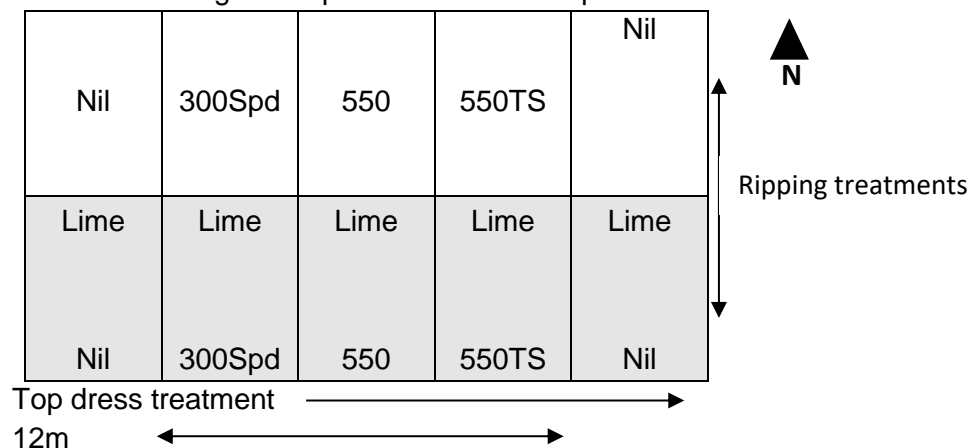 Nil
N
Nil 300Spd 550 550TS
Ripping treatments
Lime Lime Lime Lime Lime
Nil 300Spd 550 550TS Nil
Top dress treatment
12m